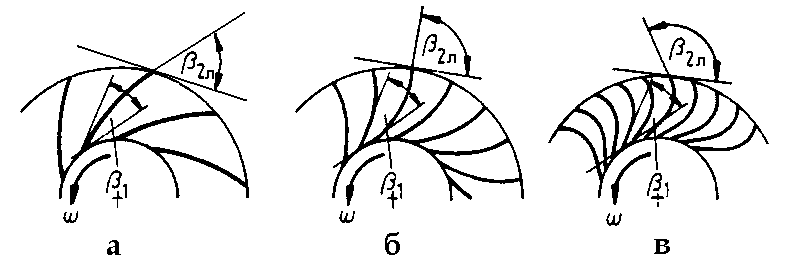 β₂л β₂л β₂л
β₁ β₁ β₁
ω ω ω
а б в